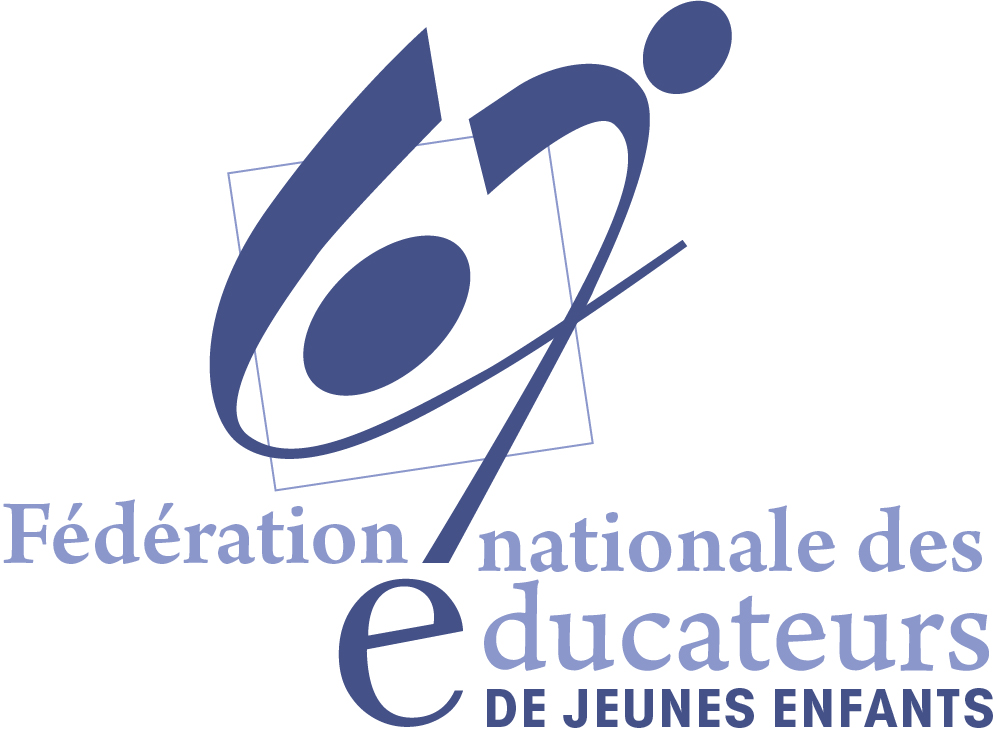 Fédération nationale des
éducateurs
DE JEUNES ENFANTS